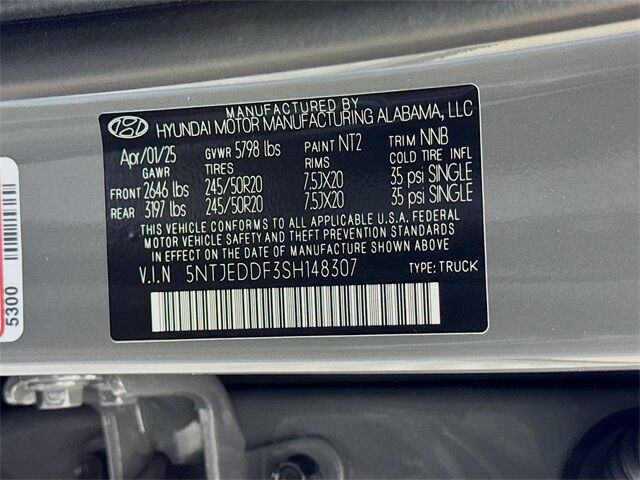 MANUFACTURED BY
HYUNDAI MOTOR MANUFACTURING ALABAMA, LLC
Apr/01/25 GVWR 5798 lbs PAINT NT2 TRIM NNB
GAWR TIRES RIMS COLD TIRE INFL
FRONT 2646 lbs 245/50R20 7.5JX20 35 psi SINGLE
REAR 3197 lbs 245/50R20 7.5JX20 35 psi SINGLE
THIS VEHICLE CONFORMS TO ALL APPLICABLE U.S.A. FEDERAL
MOTOR VEHICLE SAFETY AND THEFT PREVENTION STANDARDS
IN EFFECT ON THE DATE OF MANUFACTURE SHOWN ABOVE.
V.I.N 5NTJEDDF3SH148307 TYPE: TRUCK
5300